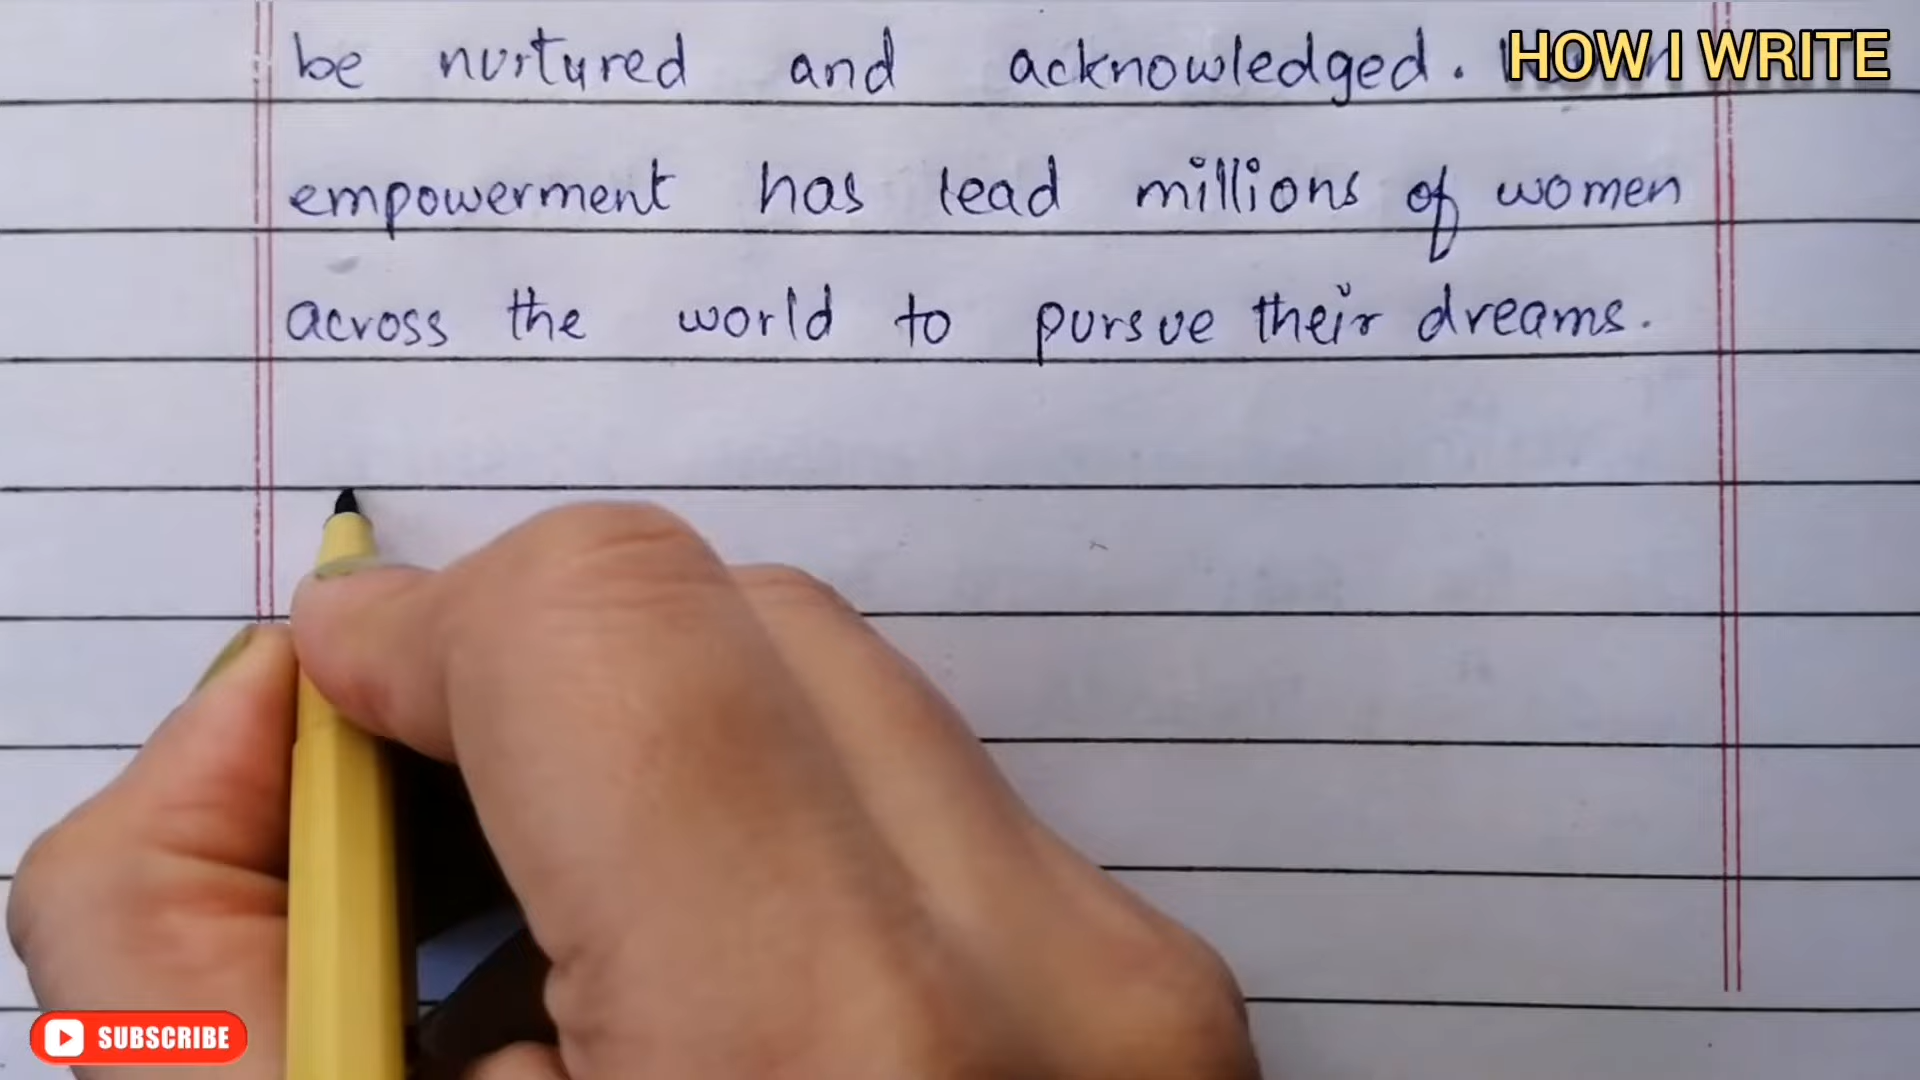 be nurtured and acknowledged.
HOW I WRITE
empowerment has lead millions of women
across the world to pursue their dreams.
SUBSCRIBE